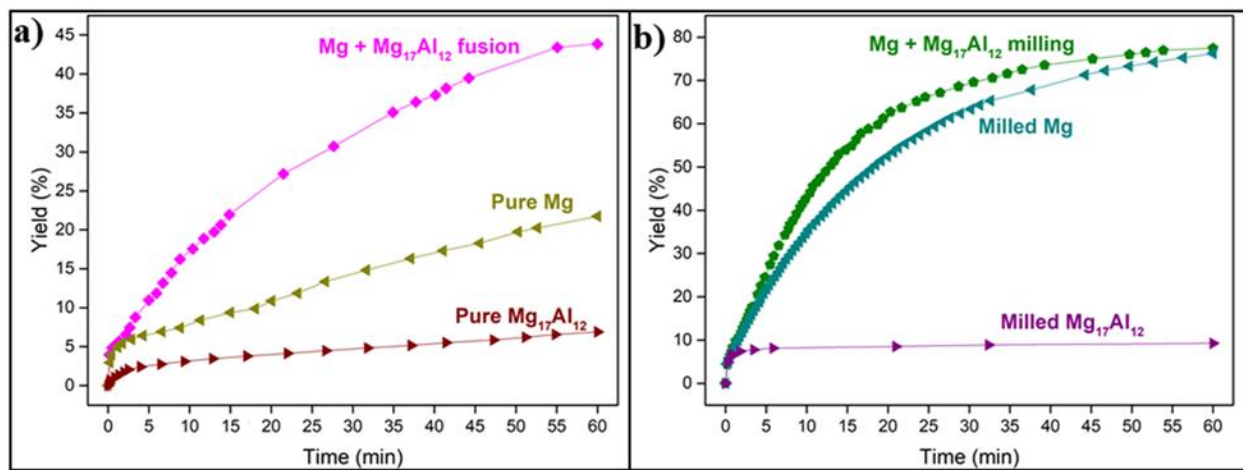 a)
Mg + Mg17Al12 fusion
Pure Mg
Pure Mg17Al12
Yield (%)
45
40
35
30
25
20
15
10
5
0
0 5 10 15 20 25 30 35 40 45 50 55 60
Time (min)
b)
Mg + Mg17Al12 milling
Milled Mg
Milled Mg17Al12
Yield (%)
80
70
60
50
40
30
20
10
0
0 5 10 15 20 25 30 35 40 45 50 55 60
Time (min)